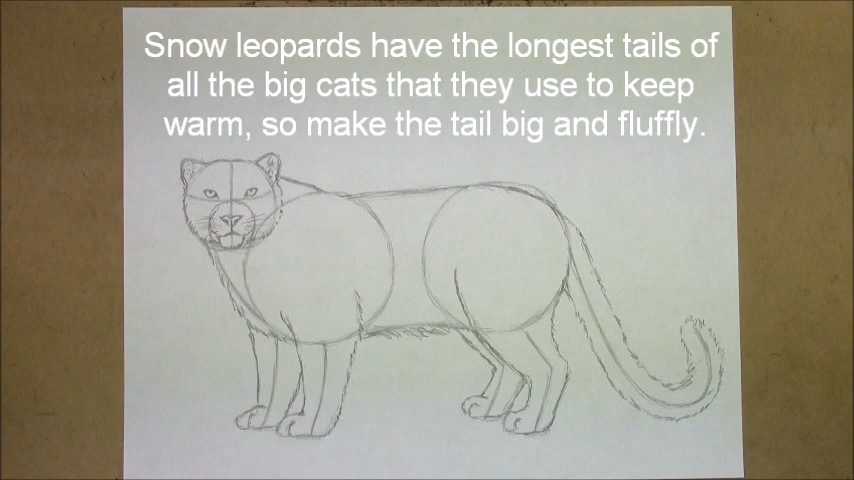 Snow leopards have the longest tails of
all the big cats that they use to keep
warm, so make the tail big and fluffly.